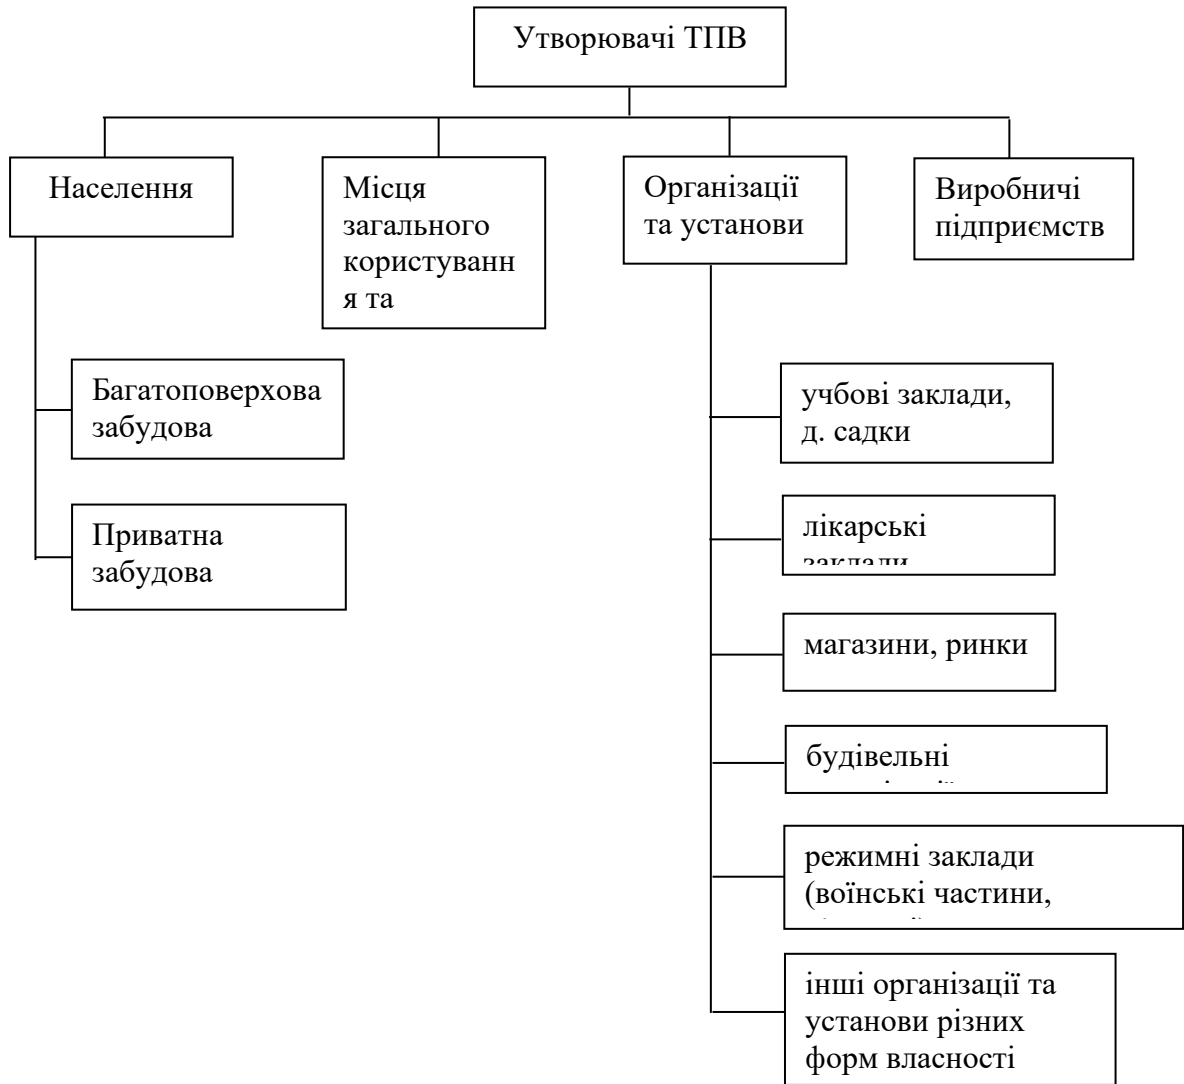 Утворювачі ТПВ
Населення
Місця
загального
користуванн
я та
Організації
та установи
Виробничі
підприємств
Багатоповерхова
забудова
Приватна
забудова
учбові заклади,
д. садки
лікарські
заклади
магазини, ринки
будівельні
режимні заклади
(воїнські частини,
інші організації та
установи різних
форм власності